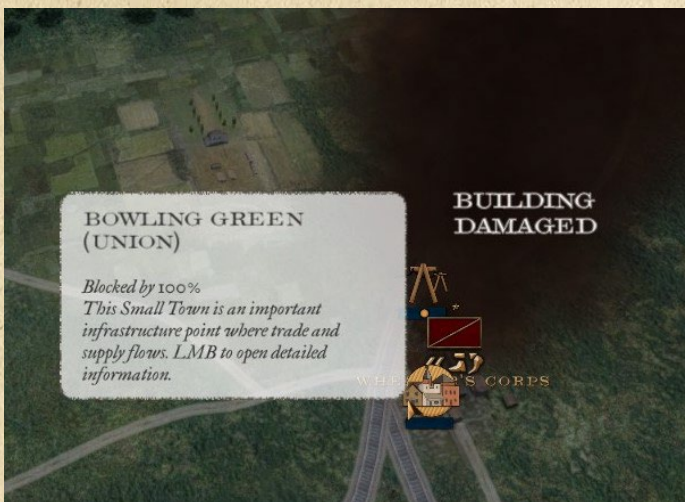 BOWLING GREEN
(UNION)
Blocked by 100%
This Small Town is an important
infrastructure point where trade and
supply flows. LMB to open detailed
information.
BUILDING
DAMAGED
'S CORPS